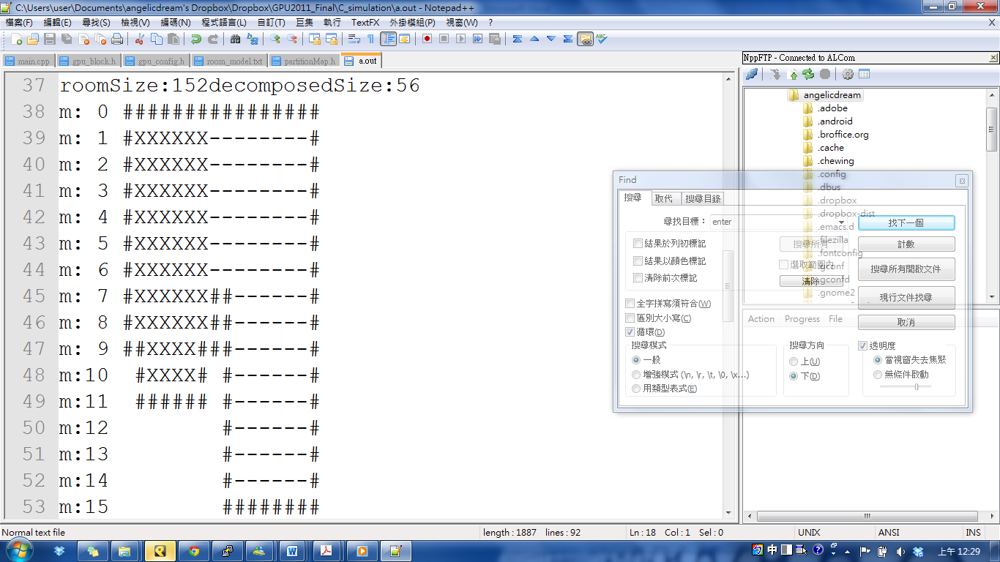 C:\Users\user\Documents\angelicdream's Dropbox\Dropbox\GPU2011_Final\C_simulation\a.out - Notepad++
檔案(F) 編輯(E) 尋找(S) 檢視(V) 編碼(N) 程式語言(L) 自訂(T) 巨集 執行 TextFX 外掛模組(P) 視窗(W) ? X
main.cpp gpu_block.h gpu_config.h room_model.txt partitionMap.h a.out
37 roomSize:152decomposedSize:56
38 m: 0 ################
39 m: 1 #XXXXXX--------#
40 m: 2 #XXXXXX--------#
41 m: 3 #XXXXXX--------#
42 m: 4 #XXXXXX--------#
43 m: 5 #XXXXXX--------#
44 m: 6 #XXXXXX--------#
45 m: 7 #XXXXXX##------#
46 m: 8 #XXXXXX##------#
47 m: 9 ##XXXX###------#
48 m:10  #XXXX# #------#
49 m:11  ###### #------#
50 m:12         #------#
51 m:13         #------#
52 m:14         #------#
53 m:15         ########
NppFTP - Connected to ALCom
angelicdream
.adobe
.android
.broffice.org
.cache
.chewing
.config
.dbus
.dropbox
.dropbox-dist
.emacs.d
.filezilla
.fontconfig
.gconf
.gconfd
.gnome2
Action Progress File
Find
搜尋 取代 搜尋目錄
尋找目標： enter
找下一個
結果於列初標記
搜尋所有
計數
結果以顏色標記
選取範圍內
搜尋所有開啟文件
清除前次標記
清除
現行文件找尋
全字拼寫須符合(W)
區別大小寫(C)
取消
循環(D)
搜尋模式
一般
增強模式 (\n, \r, \t, \0, \x...)
用類型表式(E)
搜尋方向
上(U)
下(D)
透明度
當視窗失去焦聚
無條件啟動
Normal text file length : 1887 lines : 92 Ln : 18 Col : 1 Sel : 0 UNIX ANSI INS
中 上午 12:29